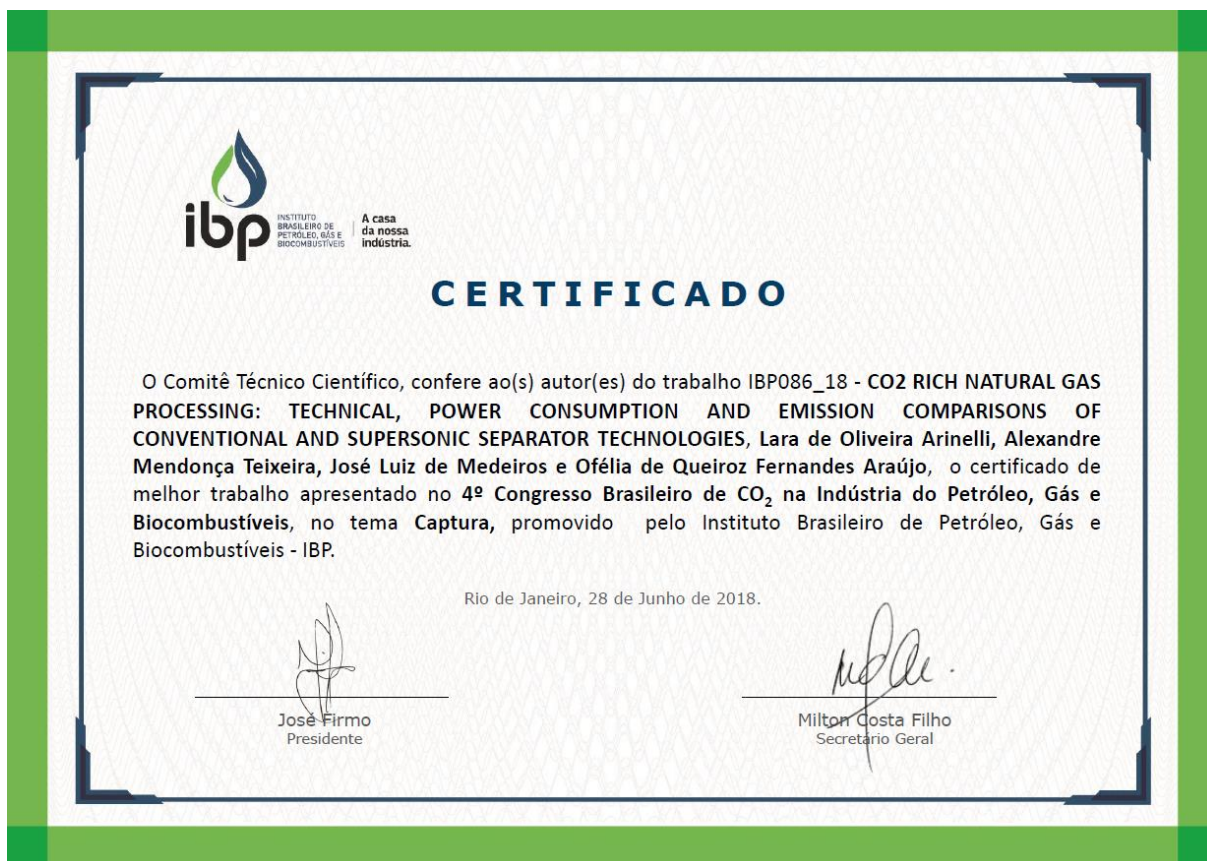 ibp
INSTITUTO
BRASILEIRO DE
PETRÓLEO, GÁS E
BIOCOMBUSTÍVEIS
A casa
da nossa
indústria.
CERTIFICADO
O Comitê Técnico Científico, confere ao(s) autor(es) do trabalho IBP086_18 - CO2 RICH NATURAL GAS
PROCESSING: TECHNICAL, POWER CONSUMPTION AND EMISSION COMPARISONS OF
CONVENTIONAL AND SUPERSONIC SEPARATOR TECHNOLOGIES, Lara de Oliveira Arinelli, Alexandre
Mendonça Teixeira, José Luiz de Medeiros e Ofélia de Queiroz Fernandes Araújo, o certificado de
melhor trabalho apresentado no 4º Congresso Brasileiro de CO₂ na Indústria do Petróleo, Gás e
Biocombustíveis, no tema Captura, promovido pelo Instituto Brasileiro de Petróleo, Gás e
Biocombustíveis - IBP.
Rio de Janeiro, 28 de Junho de 2018.
José Firmo
Presidente
Milton Costa Filho
Secretário Geral